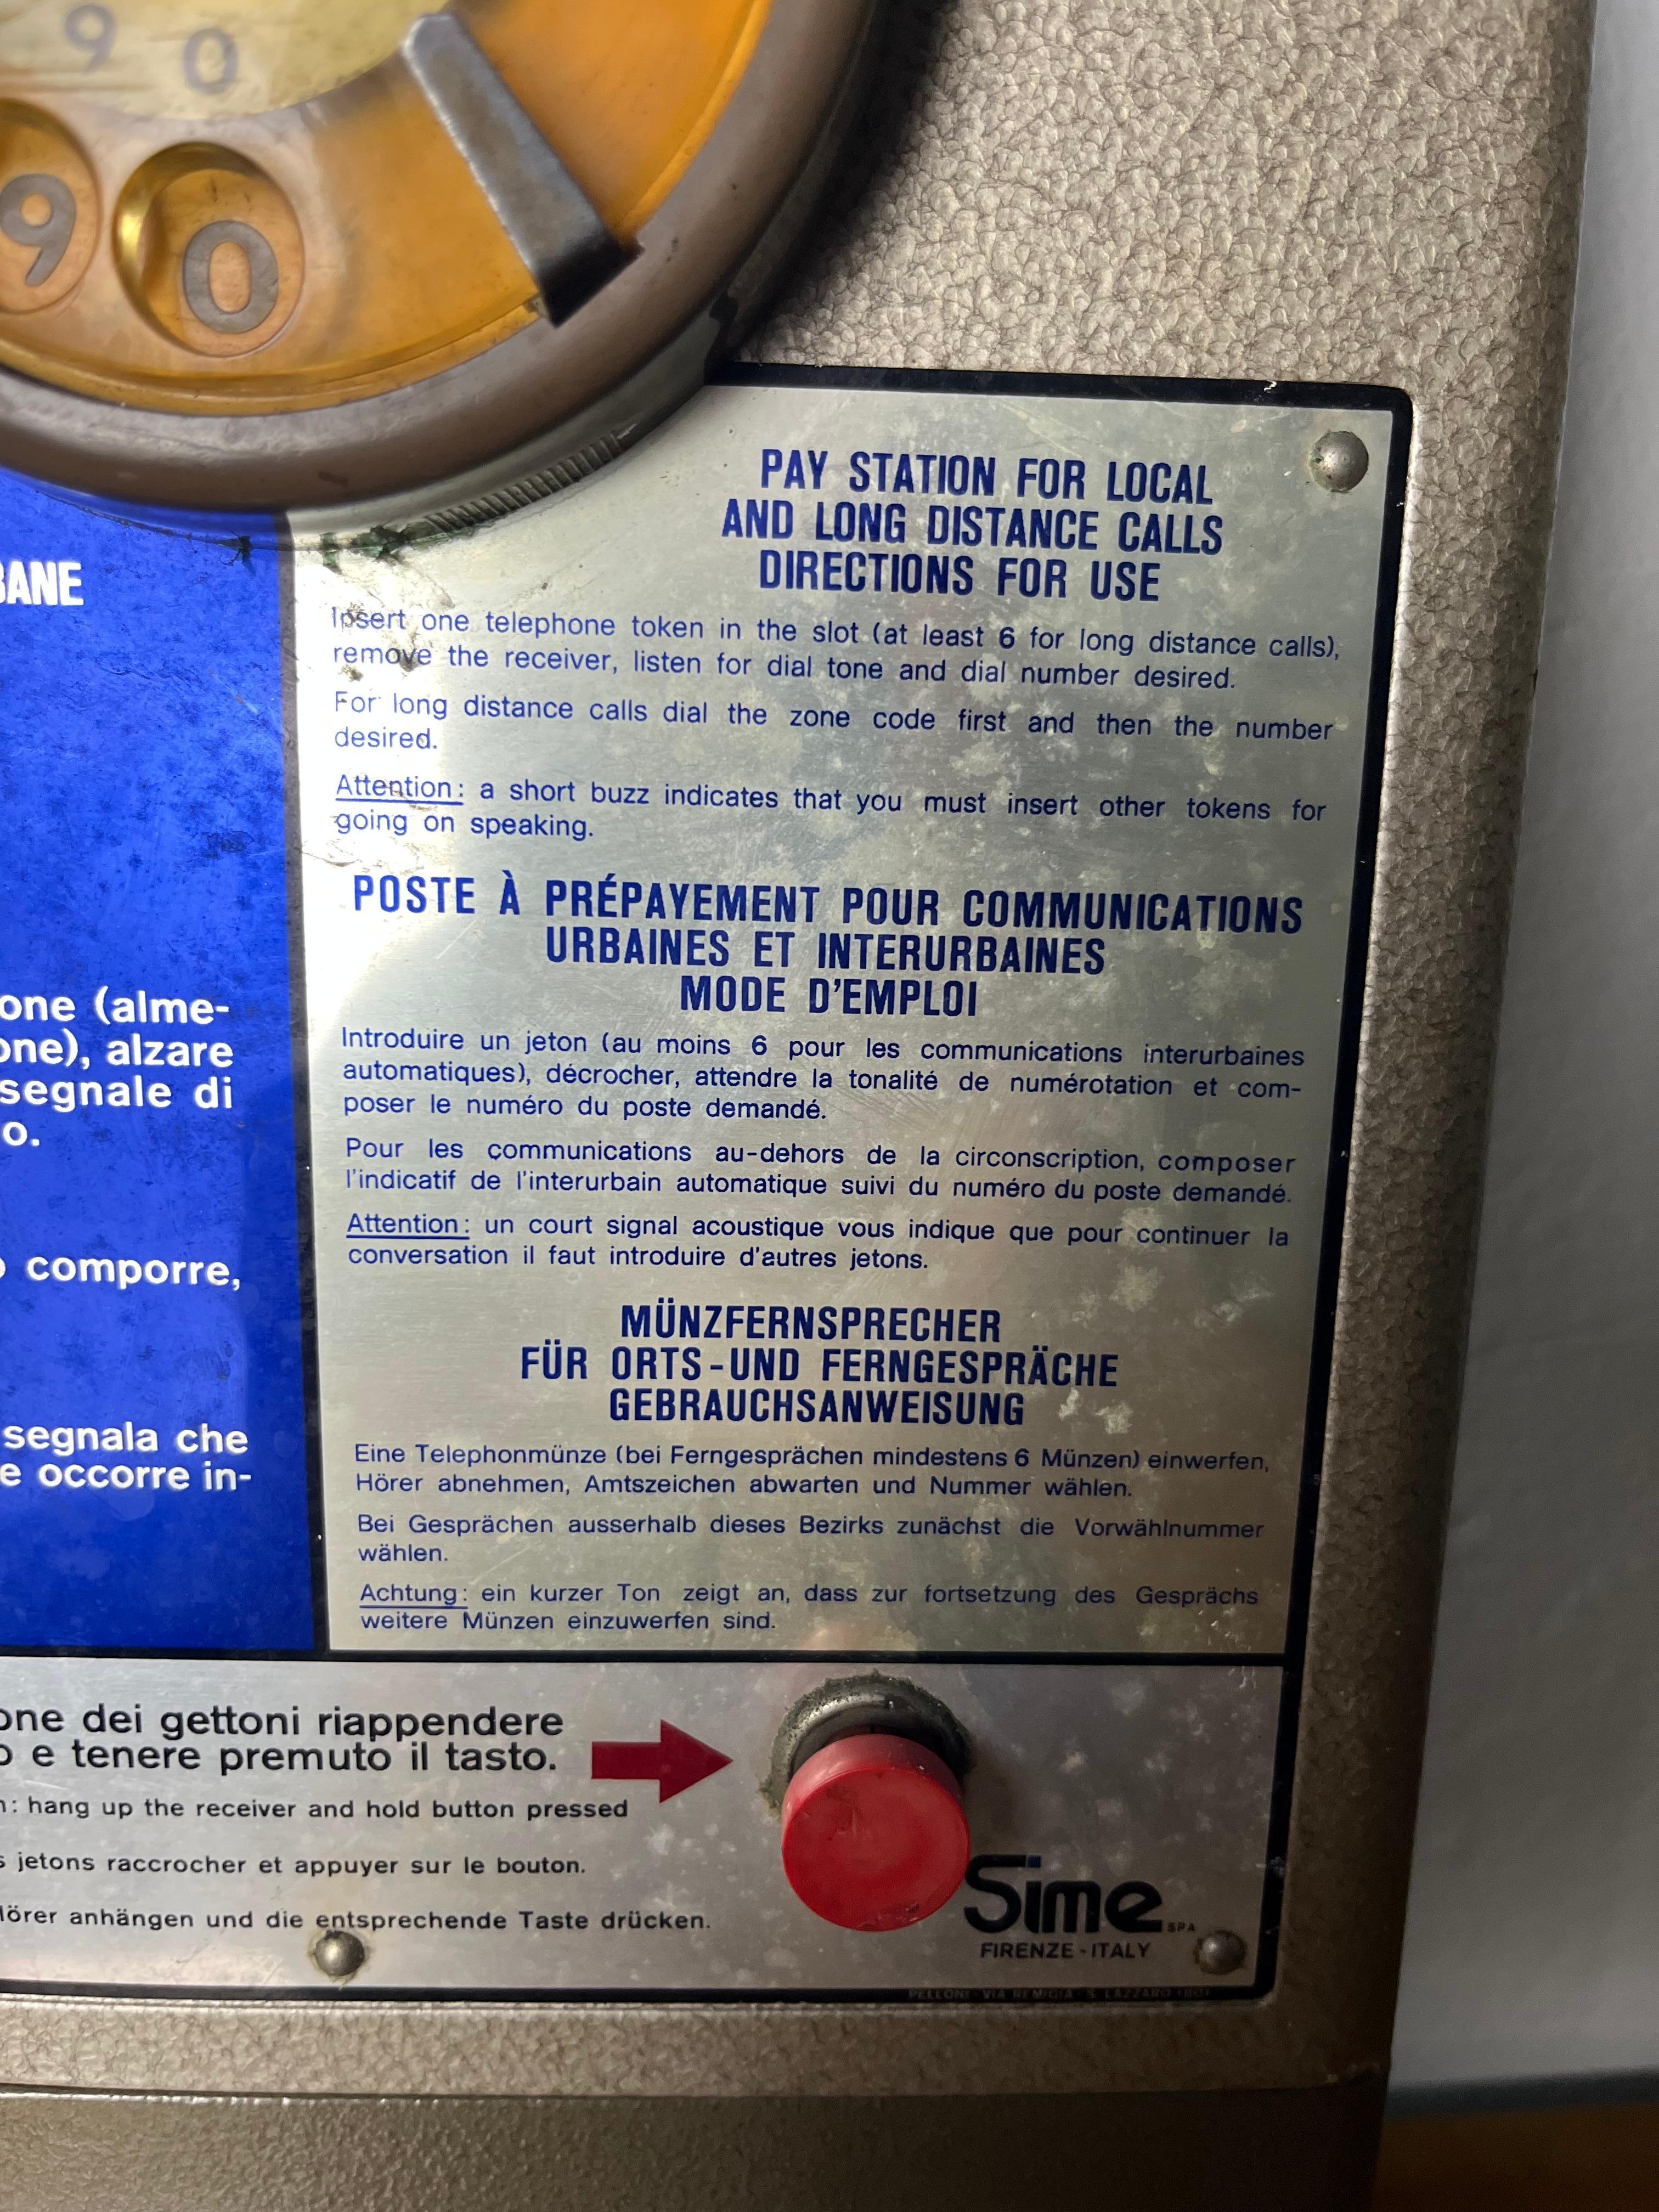 9 0
9 0
PAY STATION FOR LOCAL
AND LONG DISTANCE CALLS
DIRECTIONS FOR USE
Insert one telephone token in the slot (at least 6 for long distance calls),
remove the receiver, listen for dial tone and dial number desired.
For long distance calls dial the zone code first and then the number
desired.
Attention: a short buzz indicates that you must insert other tokens for
going on speaking.
POSTE À PRÉPAYEMENT POUR COMMUNICATIONS
URBAINES ET INTERURBAINES
MODE D'EMPLOI
Introduire un jeton (au moins 6 pour les communications interurbaines
automatiques), décrocher, attendre la tonalité de numérotation et com-
poser le numéro du poste demandé.
Pour les communications au-dehors de la circonscription, composer
l'indicatif de l'interurbain automatique suivi du numéro du poste demandé.
Attention: un court signal acoustique vous indique que pour continuer la
conversation il faut introduire d'autres jetons.
MÜNZFERNSPRECHER
FÜR ORTS-UND FERNGESPRÄCHE
GEBRAUCHSANWEISUNG
Eine Telephonmünze (bei Ferngesprächen mindestens 6 Münzen) einwerfen,
Hörer abnehmen, Amtszeichen abwarten und Nummer wählen.
Bei Gesprächen ausserhalb dieses Bezirks zunächst die Vorwählnummer
wählen.
Achtung: ein kurzer Ton zeigt an, dass zur fortsetzung des Gesprächs
weitere Münzen einzuwerfen sind.
BANE
one (alme-
one), alzare
segnale di
o.
comporre,
segnala che
e occorre in-
one dei gettoni riappendere
o e tenere premuto il tasto.
n: hang up the receiver and hold button pressed
s jetons raccrocher et appuyer sur le bouton.
Hörer anhängen und die entsprechende Taste drücken.
Sime SPA
FIRENZE-ITALY
PELLONI-VIA REMIGIA-S. LAZZARO (BO)